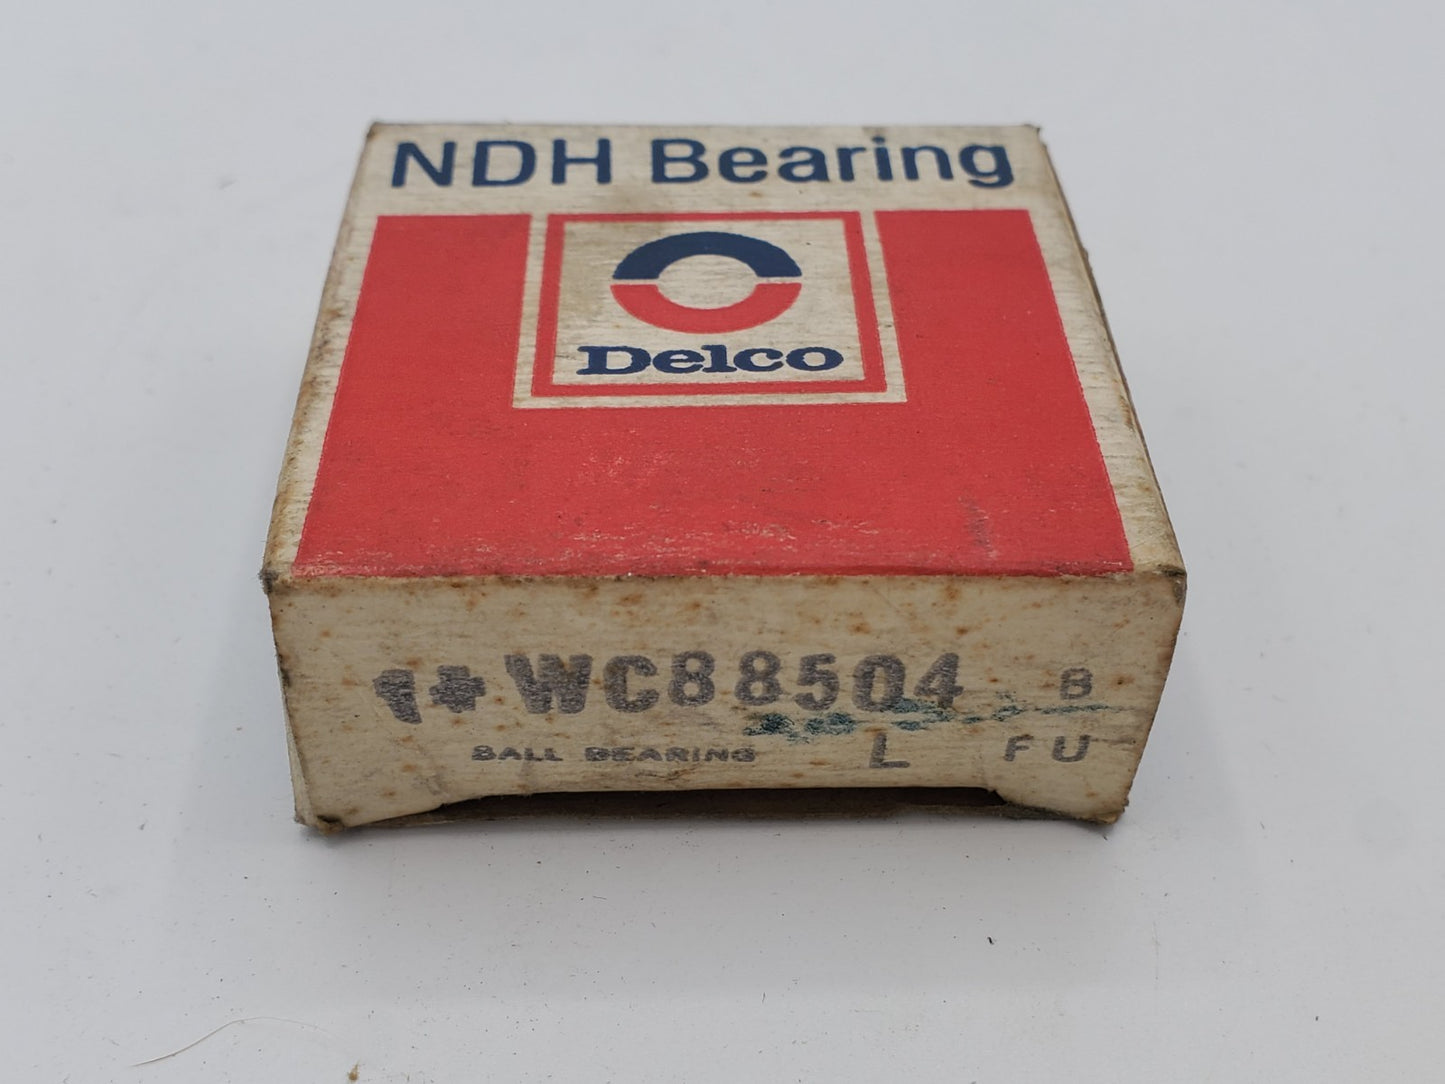 NDH Bearing
Delco
1* WC88504 B
BALL BEARING L FU